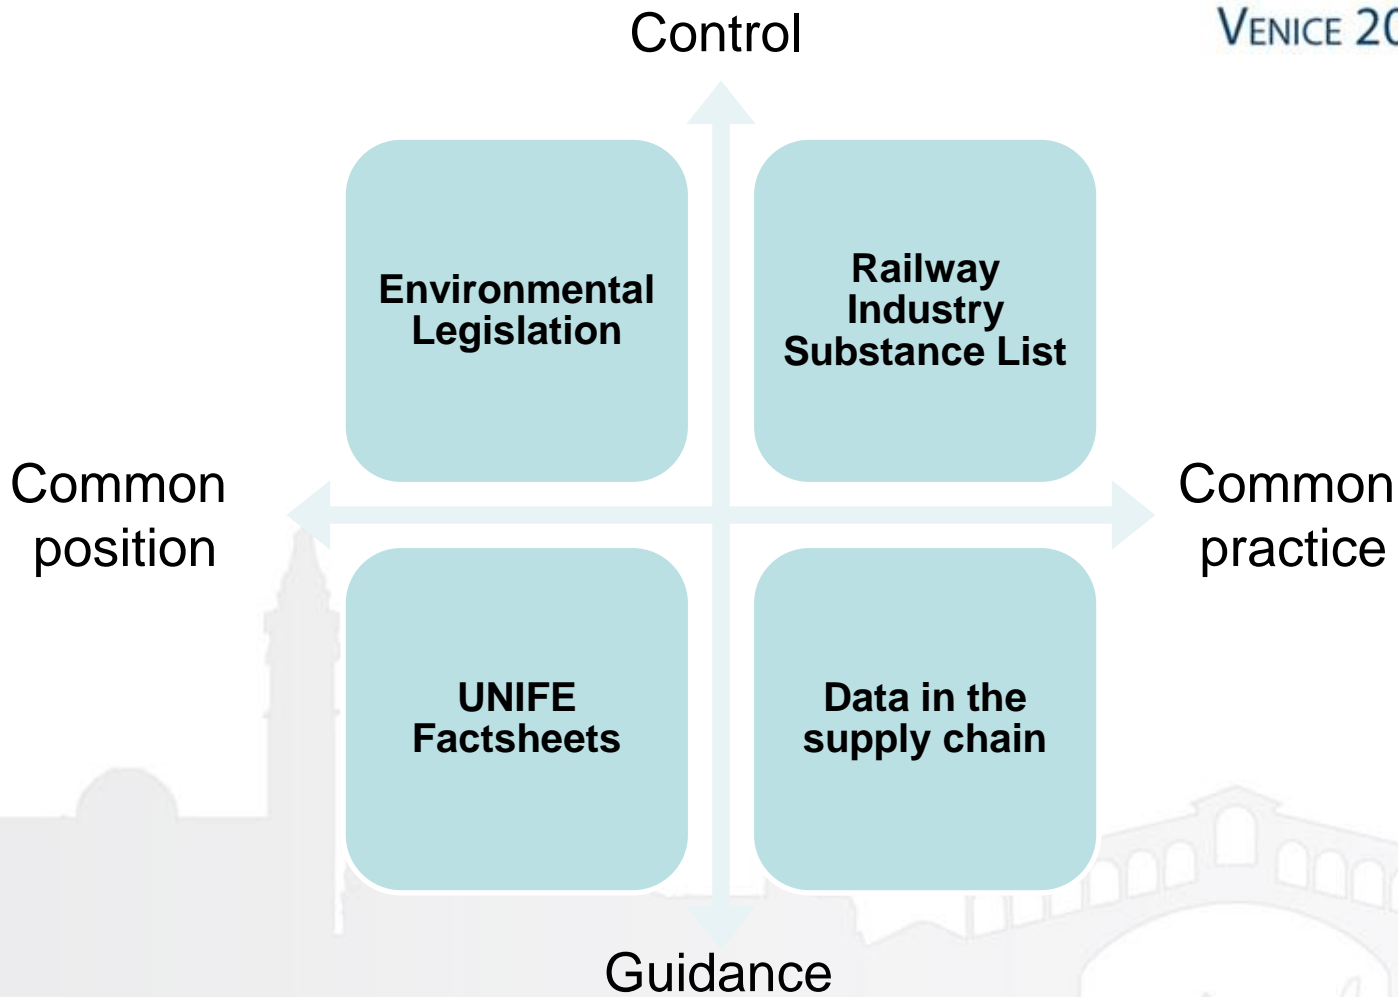 Control
VENICE 20
Environmental
Legislation
Railway
Industry
Substance List
Common
position
Common
practice
UNIFE
Factsheets
Data in the
supply chain
Guidance